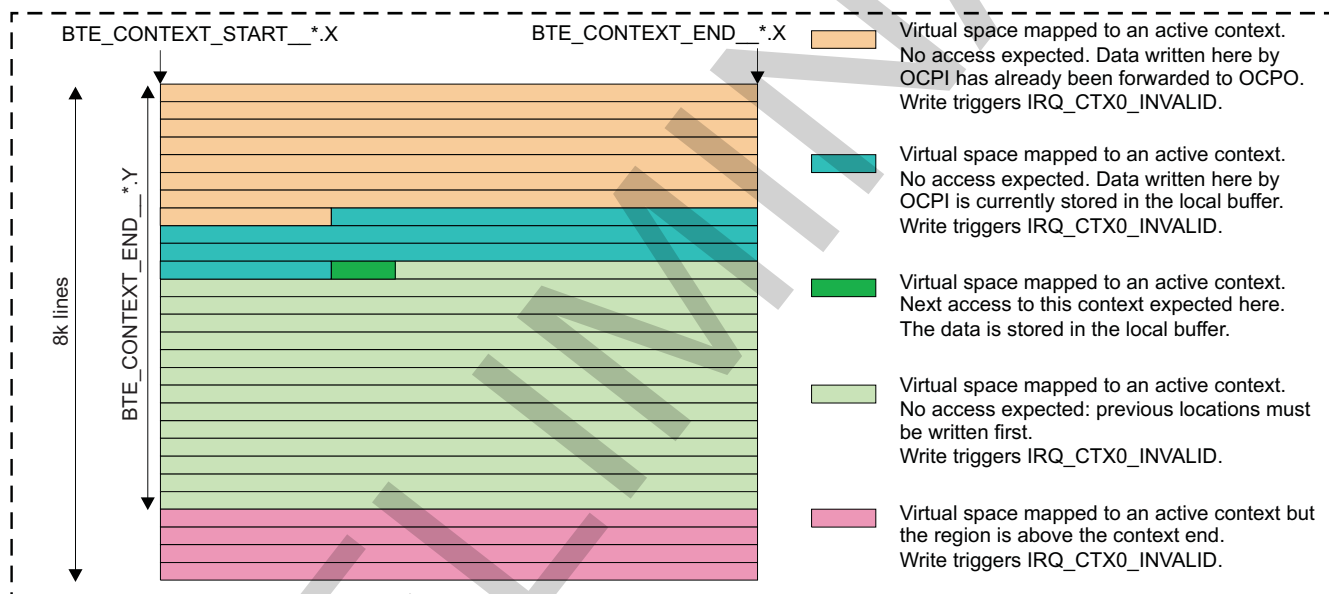 BTE_CONTEXT_START__*.X
BTE_CONTEXT_END__*.X
8k lines
BTE_CONTEXT_END__*.Y
Virtual space mapped to an active context.
No access expected. Data written here by
OCPI has already been forwarded to OCPO.
Write triggers IRQ_CTX0_INVALID.
Virtual space mapped to an active context.
No access expected. Data written here by
OCPI is currently stored in the local buffer.
Write triggers IRQ_CTX0_INVALID.
Virtual space mapped to an active context.
Next access to this context expected here.
The data is stored in the local buffer.
Virtual space mapped to an active context.
No access expected: previous locations must
be written first.
Write triggers IRQ_CTX0_INVALID.
Virtual space mapped to an active context but
the region is above the context end.
Write triggers IRQ_CTX0_INVALID.